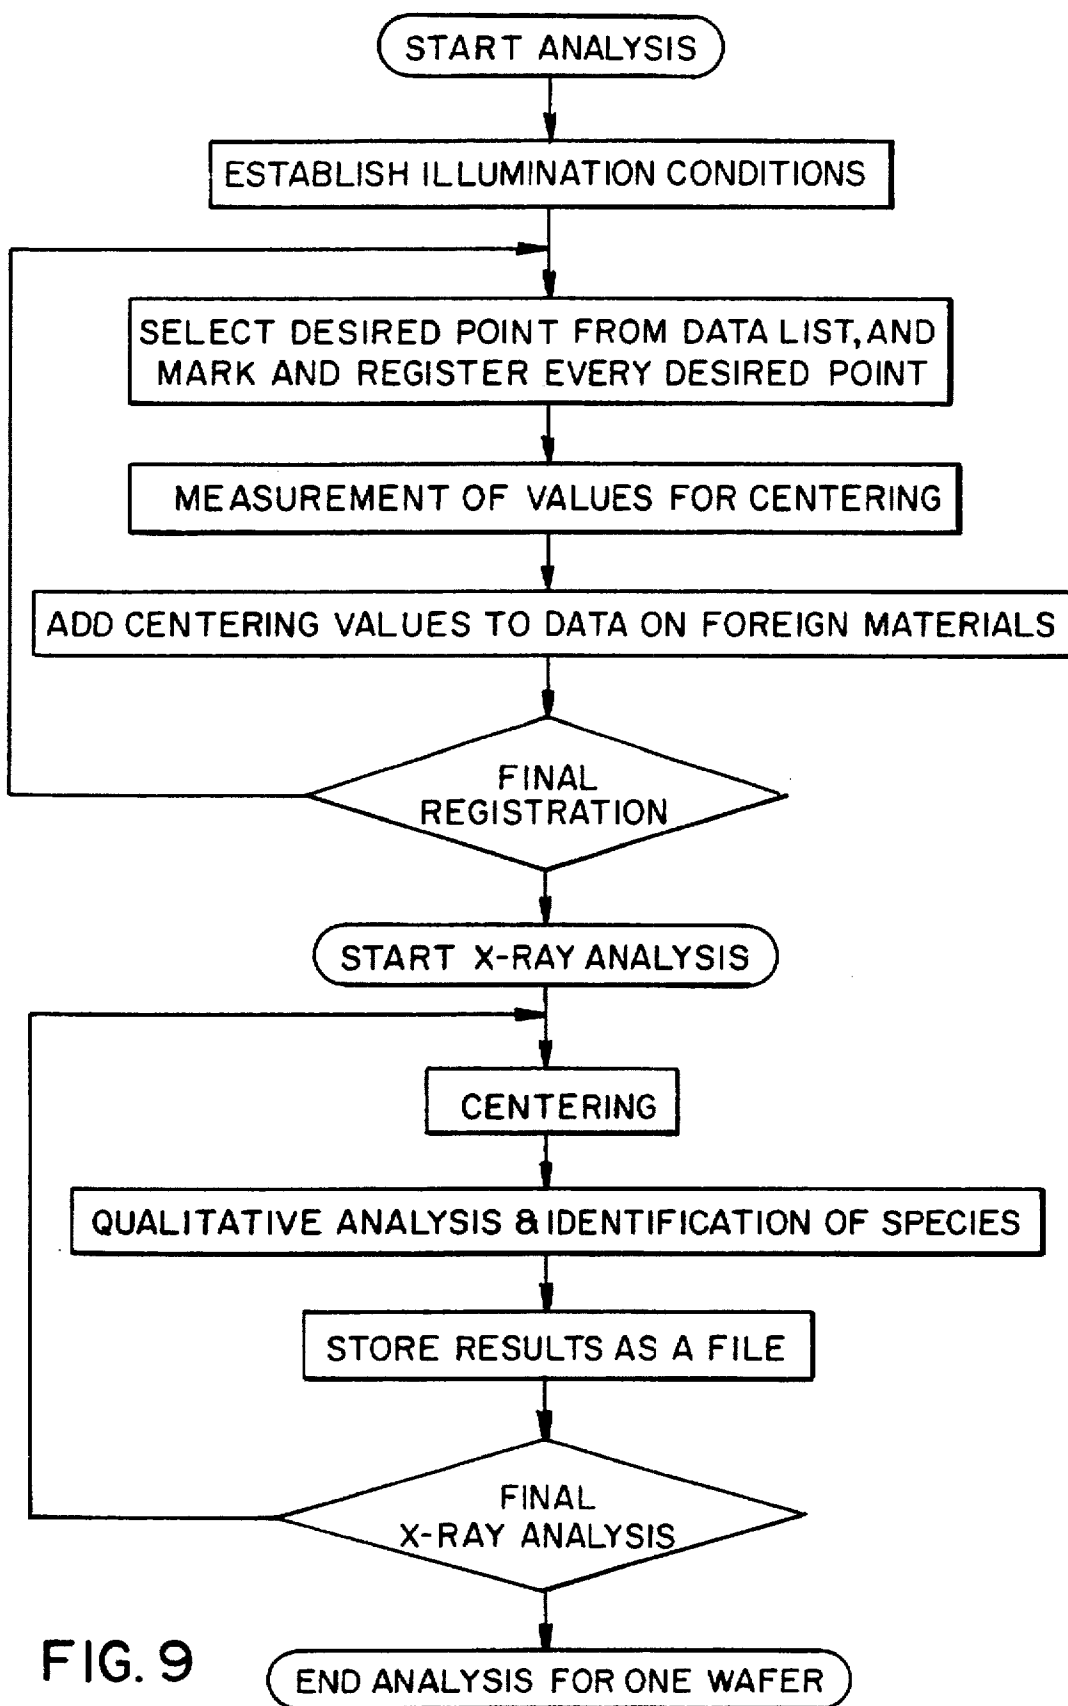 START ANALYSIS
ESTABLISH ILLUMINATION CONDITIONS
SELECT DESIRED POINT FROM DATA LIST, AND
MARK AND REGISTER EVERY DESIRED POINT
MEASUREMENT OF VALUES FOR CENTERING
ADD CENTERING VALUES TO DATA ON FOREIGN MATERIALS
FINAL
REGISTRATION
START X-RAY ANALYSIS
CENTERING
QUALITATIVE ANALYSIS & IDENTIFICATION OF SPECIES
STORE RESULTS AS A FILE
FINAL
X-RAY ANALYSIS
END ANALYSIS FOR ONE WAFER
FIG. 9